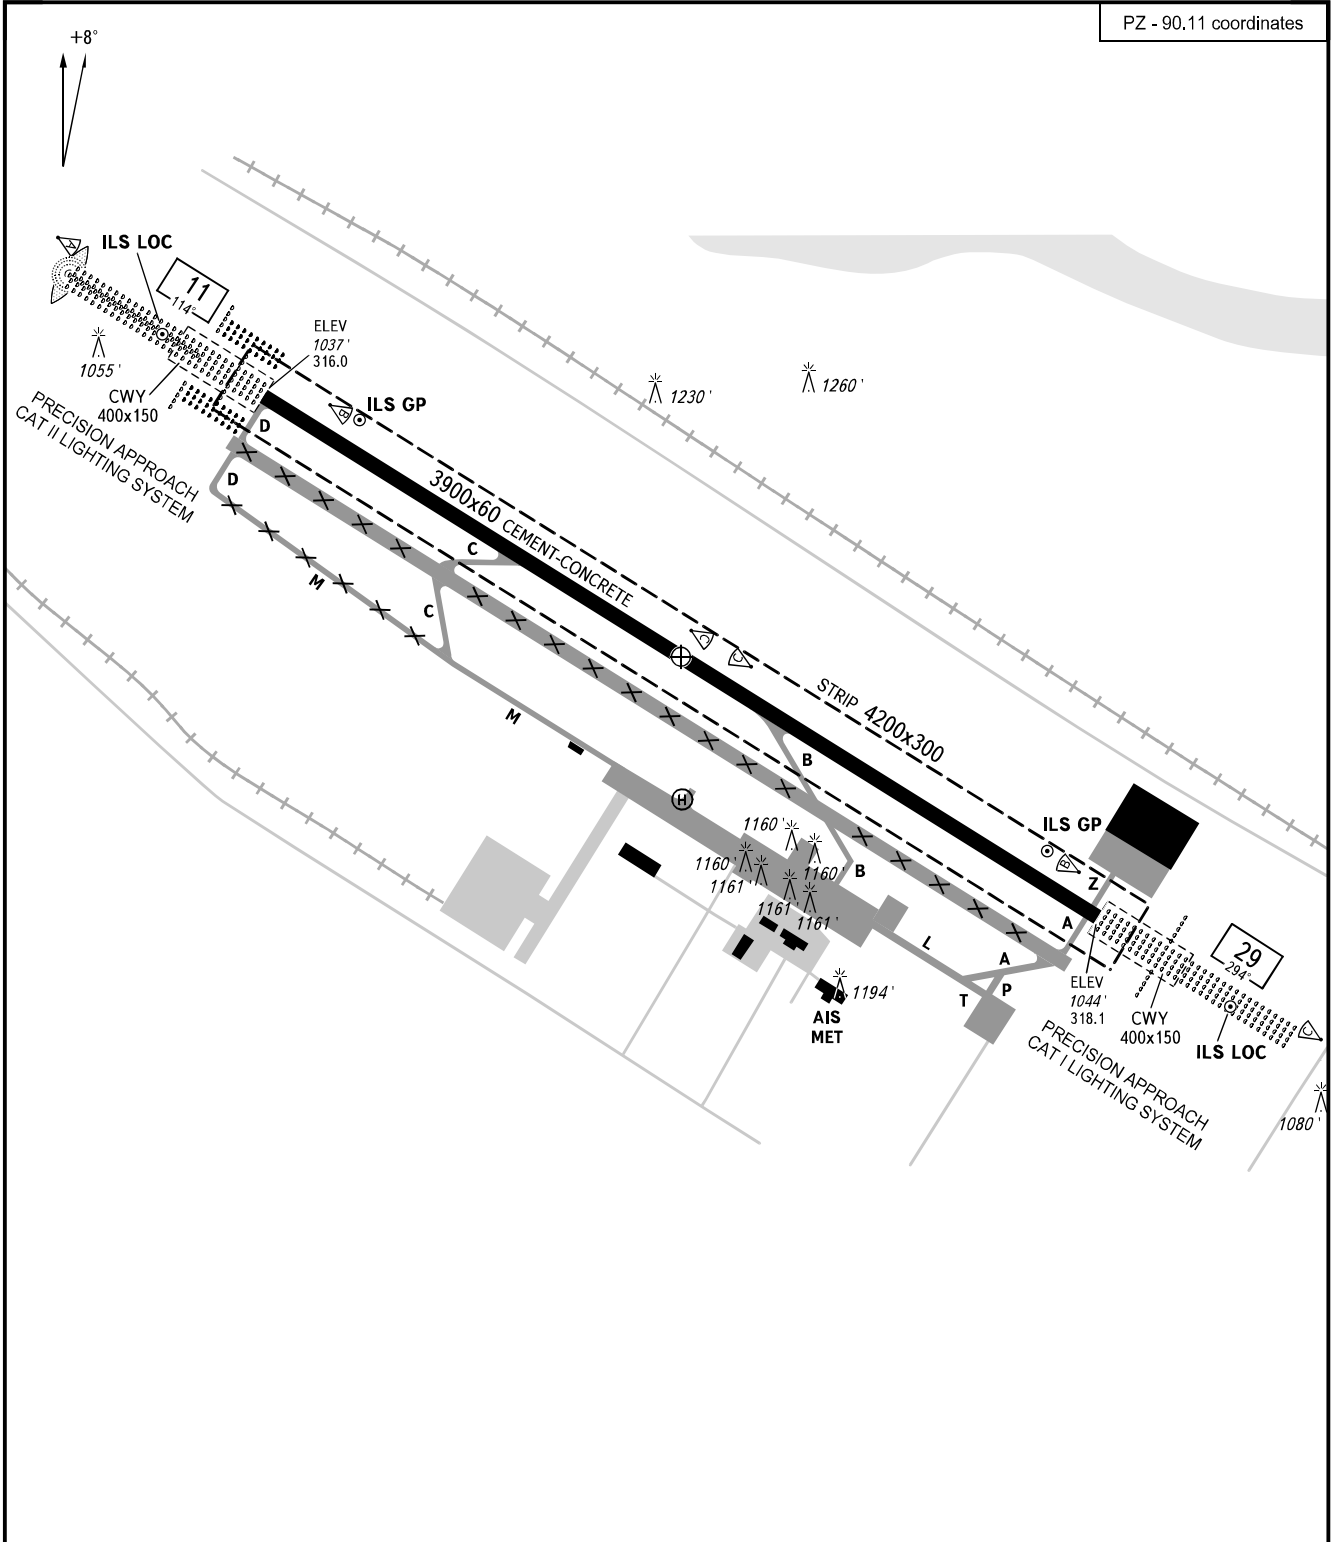 PZ - 90.11 coordinates
+8°
ILS LOC
11
114°
ELEV
1037'
316.0
1055'
CWY
400x150
PRECISION APPROACH
CAT II LIGHTING SYSTEM
A
B
ILS GP
1230'
1260'
D
D
3900x60 CEMENT-CONCRETE
C
C
M
M
C
C
STRIP 4200x300
B
H
1160'
1160'
1160'
1161'
1161'
1161'
B
ILS GP
B
Z
A
L
A
P
T
1194'
AIS
MET
ELEV
1044'
318.1
29
294°
CWY
400x150
ILS LOC
C
PRECISION APPROACH
CAT I LIGHTING SYSTEM
1080'